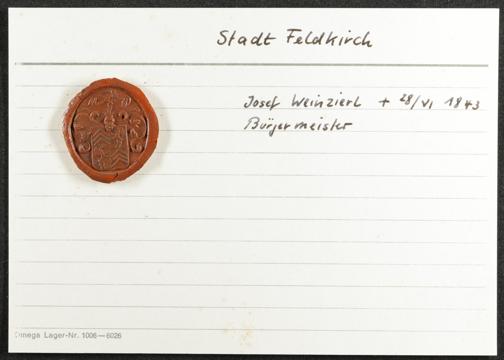 Stadt Feldkirch
Josef Weinzierl + 28/VI 1843
Bürgermeister
Omega Lager-Nr. 1006—6026